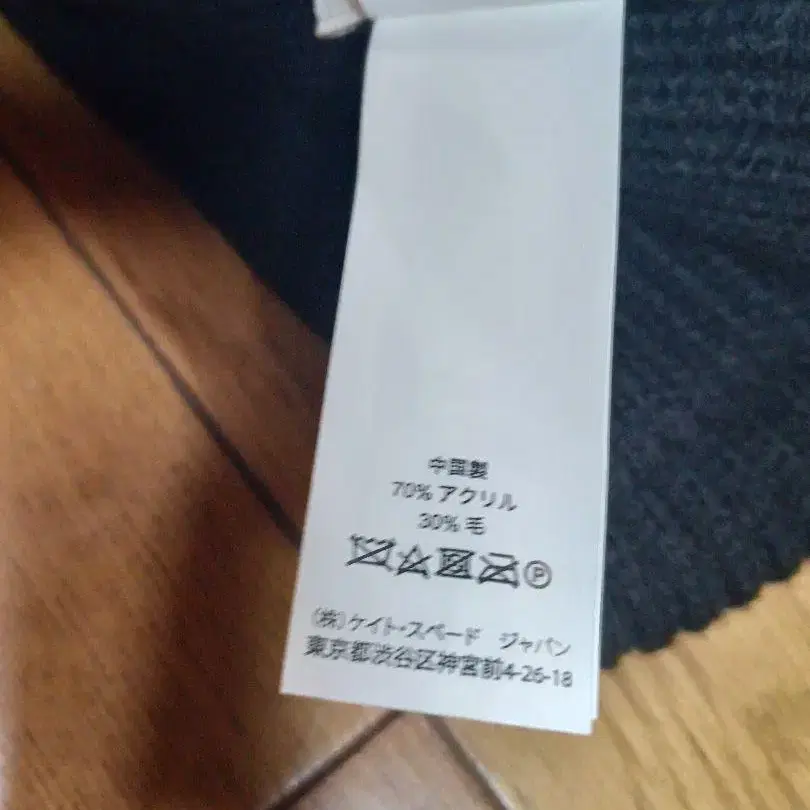 中国製
70% アクリル
30% 毛
P
(株)ケイト・スペード ジャパン
東京都渋谷区神宮前4-26-18